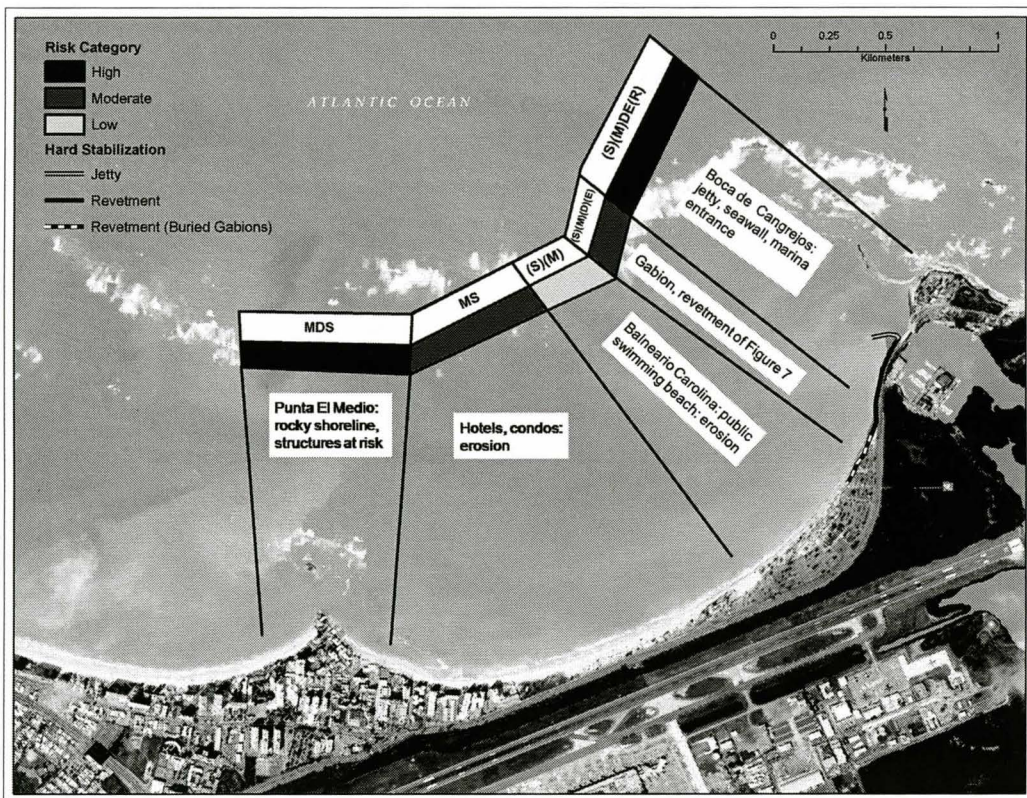 Risk Category
High
Moderate
Low
Hard Stabilization
Jetty
Revetment
Revetment (Buried Gabions)
ATLANTIC OCEAN
0 0.25 0.5 1
Kilometers
(S)(M)DE(R)
(S)(M)(D)(E)
(S)(M)
MS
MDS
Boca de Cangrejos:
jetty, seawall, marina
entrance
Gabion, revetment of Figure 7
Balneario Carolina: public
swimming beach: erosion
Hotels, condos:
erosion
Punta El Medio:
rocky shoreline,
structures at risk